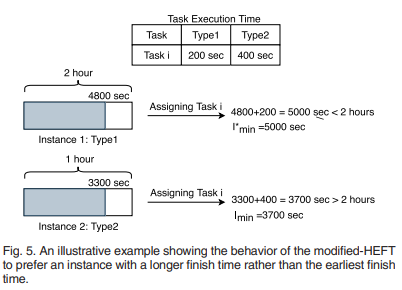 Task Execution Time
Task Type1 Type2
Task i 200 sec 400 sec
2 hour
4800 sec
Instance 1: Type1
Assigning Task i
4800+200 = 5000 sec < 2 hours
I*min =5000 sec
1 hour
3300 sec
Instance 2: Type2
Assigning Task i
3300+400 = 3700 sec > 2 hours
Imin =3700 sec
Fig. 5. An illustrative example showing the behavior of the modified-HEFT
to prefer an instance with a longer finish time rather than the earliest finish
time.